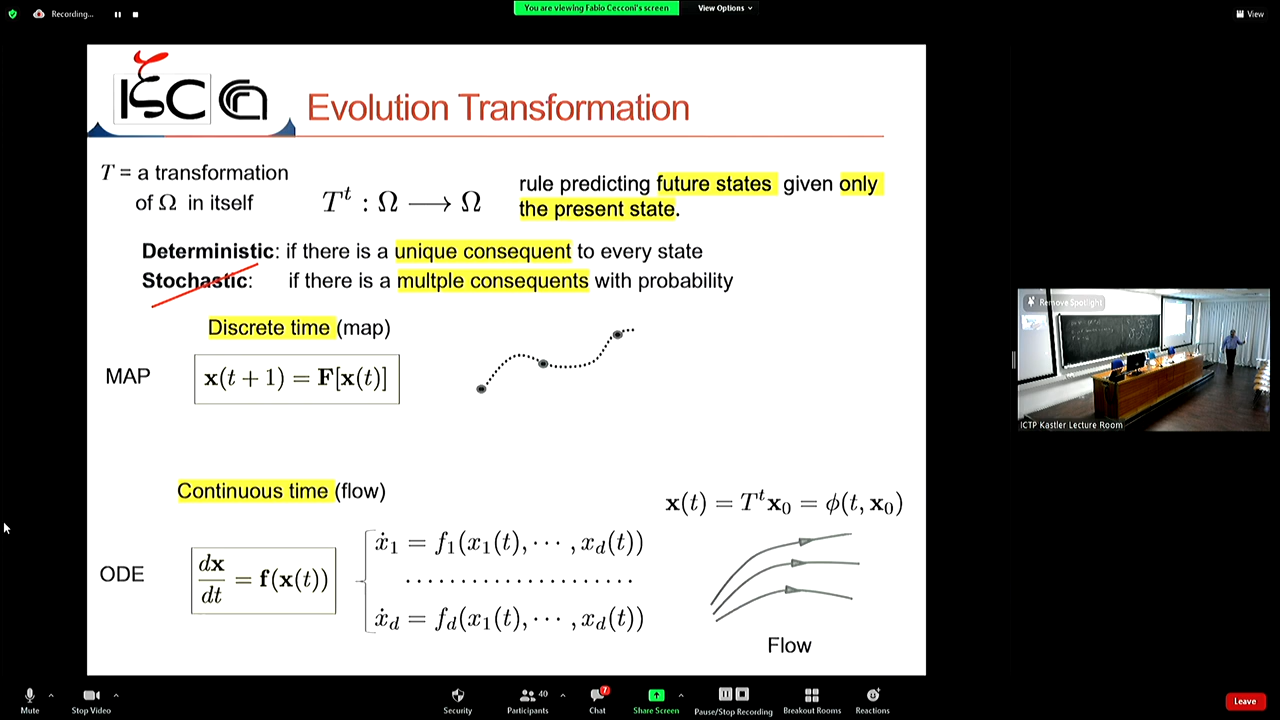 Recording...
You are viewing Fabio Cecconi's screen
View Options
View
ISC
Evolution Transformation
T = a transformation
of Ω in itself
T^t : Ω ⟶ Ω
rule predicting future states given only
the present state.
Deterministic: if there is a unique consequent to every state
Stochastic: if there is a multple consequents with probability
Discrete time (map)
MAP
x(t + 1) = F[x(t)]
Continuous time (flow)
x(t) = T^t x_0 = ϕ(t, x_0)
ODE
dx/dt = f(x(t))
ẋ_1 = f_1(x_1(t), ⋯ , x_d(t))
. . . . . . . . . . . . . . . . . . . . .
ẋ_d = f_d(x_1(t), ⋯ , x_d(t))
Flow
Remove Spotlight
ICTP Kastler Lecture Room
Mute
Stop Video
Security
40
Participants
7
Chat
Share Screen
Pause/Stop Recording
Breakout Rooms
Reactions
Leave